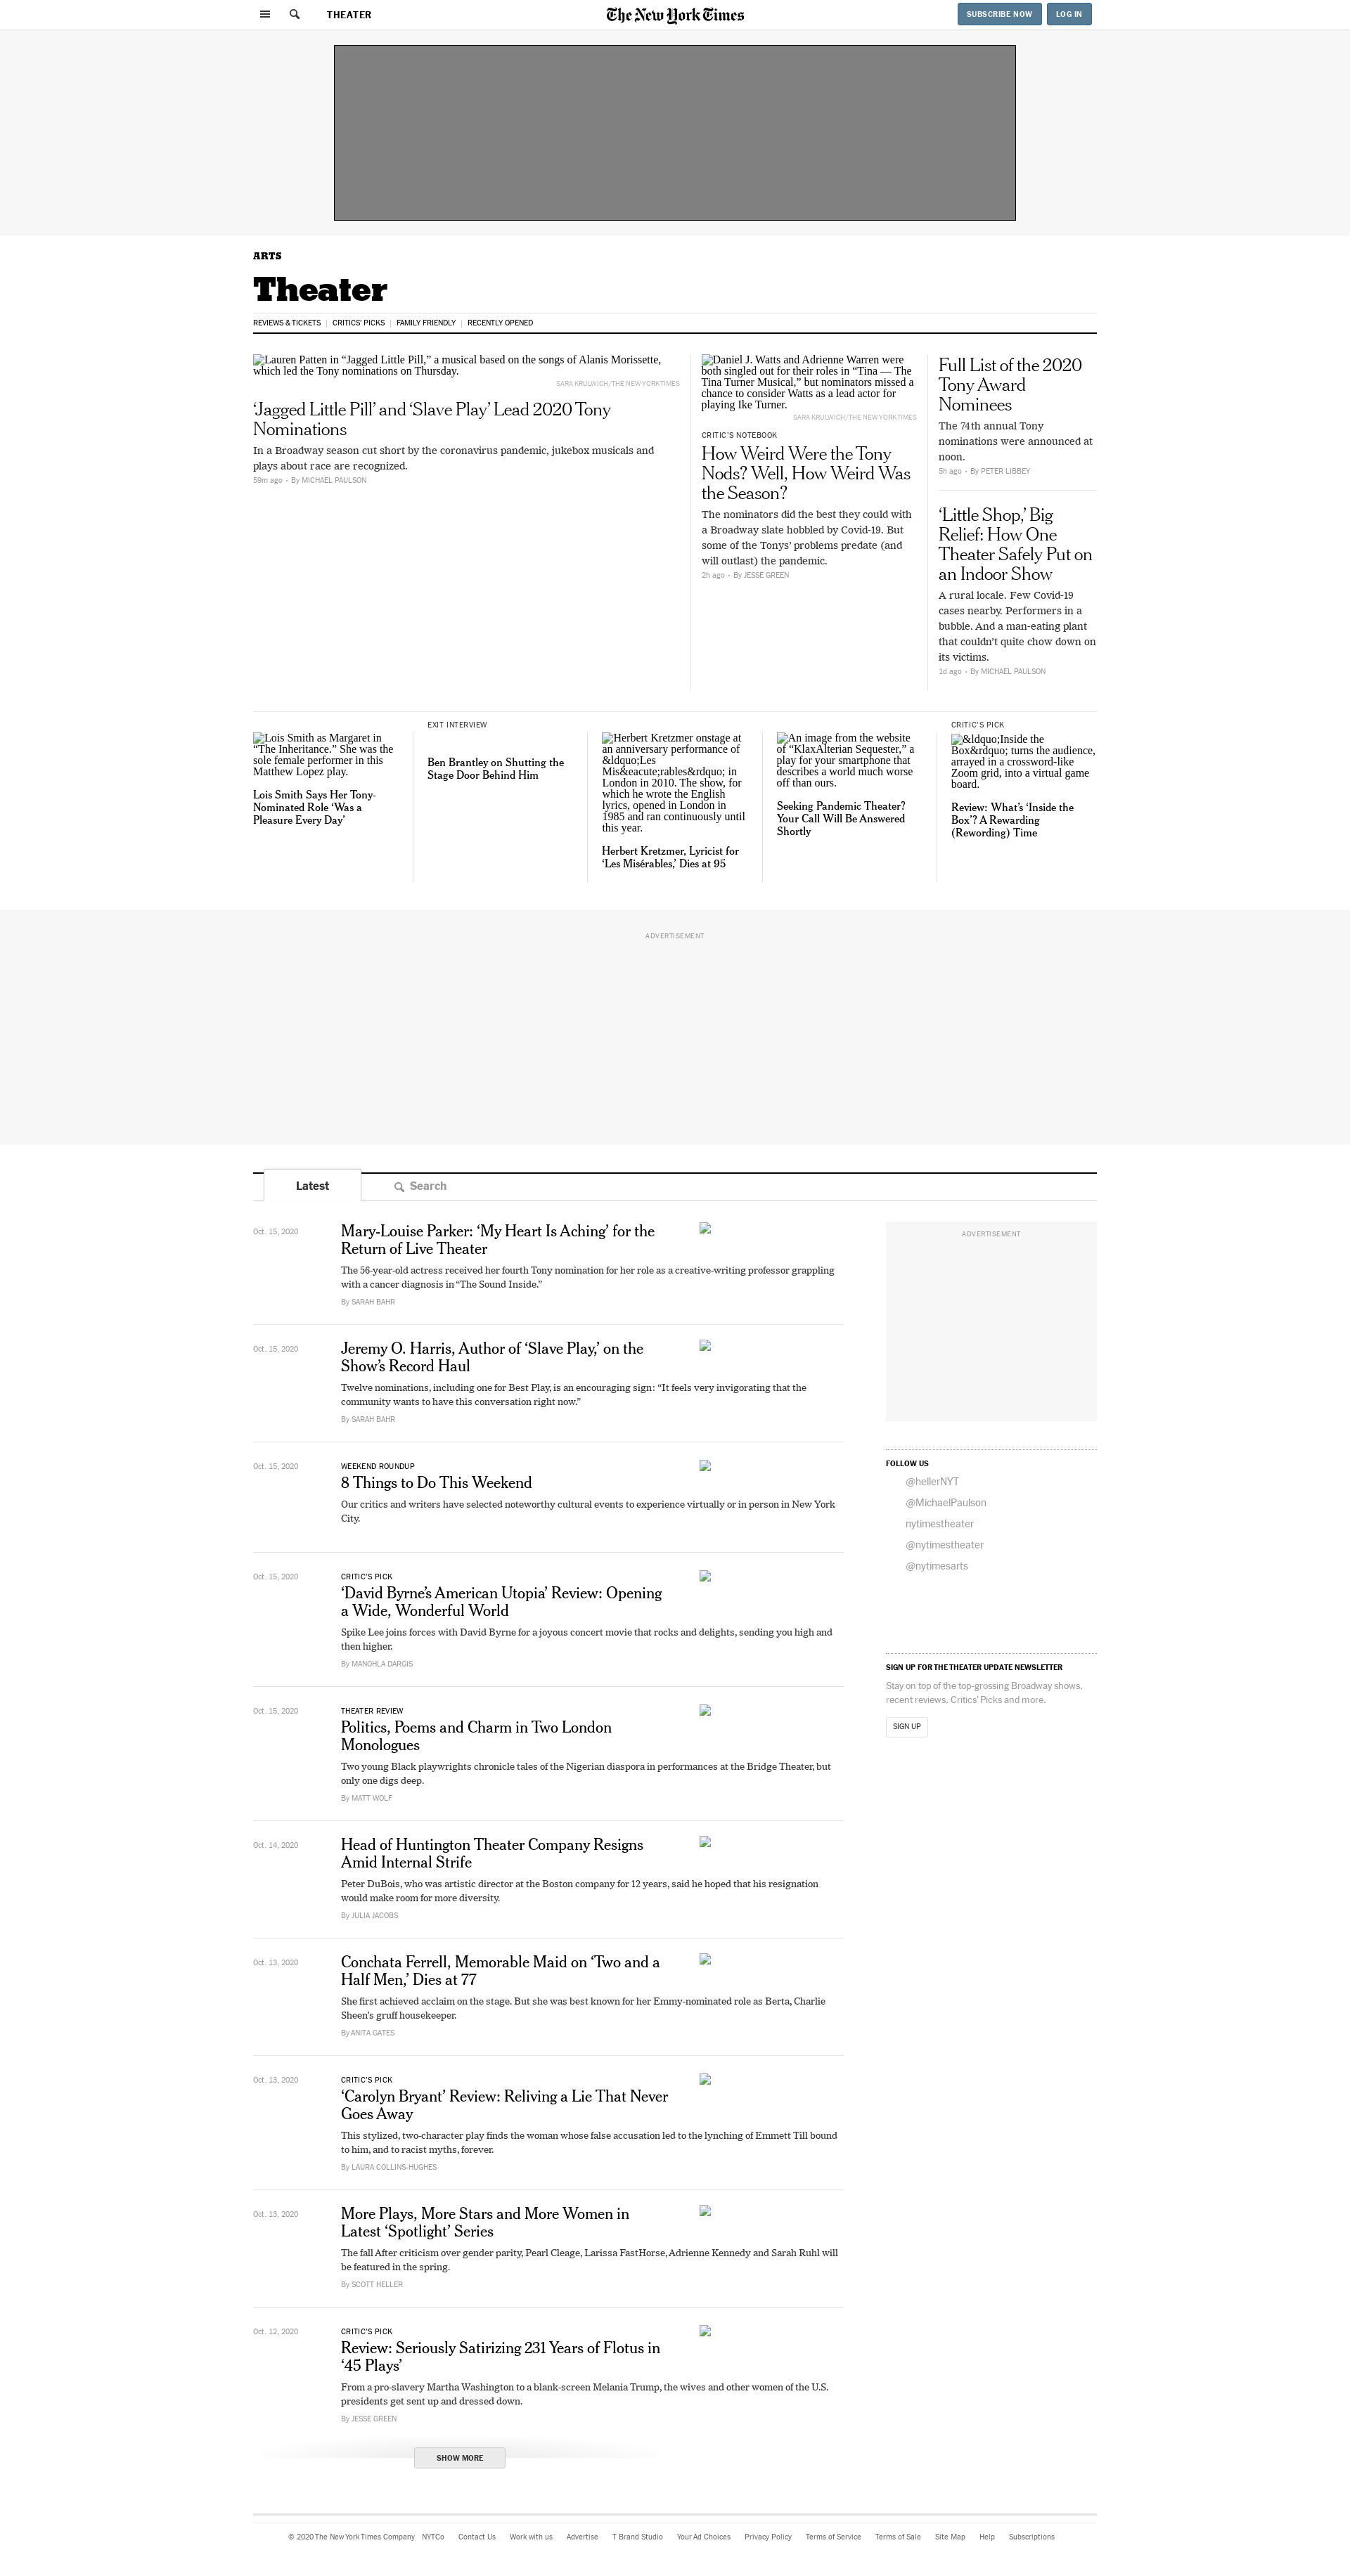 THEATER
The New York Times
SUBSCRIBE NOW
LOG IN
ARTS
Theater
REVIEWS & TICKETS
CRITICS' PICKS
FAMILY FRIENDLY
RECENTLY OPENED
Lauren Patten in “Jagged Little Pill,” a musical based on the songs of Alanis Morissette,
which led the Tony nominations on Thursday.
SARA KRULWICH/THE NEW YORK TIMES
‘Jagged Little Pill’ and ‘Slave Play’ Lead 2020 Tony
Nominations
In a Broadway season cut short by the coronavirus pandemic, jukebox musicals and
plays about race are recognized.
59m ago • By MICHAEL PAULSON
Daniel J. Watts and Adrienne Warren were
both singled out for their roles in “Tina — The
Tina Turner Musical,” but nominators missed a
chance to consider Watts as a lead actor for
playing Ike Turner.
SARA KRULWICH/THE NEW YORK TIMES
CRITIC’S NOTEBOOK
How Weird Were the Tony
Nods? Well, How Weird Was
the Season?
The nominators did the best they could with
a Broadway slate hobbled by Covid-19. But
some of the Tonys’ problems predate (and
will outlast) the pandemic.
2h ago • By JESSE GREEN
Full List of the 2020
Tony Award
Nominees
The 74th annual Tony
nominations were announced at
noon.
5h ago • By PETER LIBBEY
‘Little Shop,’ Big
Relief: How One
Theater Safely Put on
an Indoor Show
A rural locale. Few Covid-19
cases nearby. Performers in a
bubble. And a man-eating plant
that couldn’t quite chow down on
its victims.
1d ago • By MICHAEL PAULSON
Lois Smith as Margaret in
“The Inheritance.” She was the
sole female performer in this
Matthew Lopez play.
Lois Smith Says Her Tony-
Nominated Role ‘Was a
Pleasure Every Day’
EXIT INTERVIEW
Ben Brantley on Shutting the
Stage Door Behind Him
Herbert Kretzmer onstage at
an anniversary performance of
&ldquo;Les
Mis&eacute;rables&rdquo; in
London in 2010. The show, for
which he wrote the English
lyrics, opened in London in
1985 and ran continuously until
this year.
Herbert Kretzmer, Lyricist for
‘Les Misérables,’ Dies at 95
An image from the website
of “KlaxAlterian Sequester,” a
play for your smartphone that
describes a world much worse
off than ours.
Seeking Pandemic Theater?
Your Call Will Be Answered
Shortly
CRITIC’S PICK
&ldquo;Inside the
Box&rdquo; turns the audience,
arrayed in a crossword-like
Zoom grid, into a virtual game
board.
Review: What’s ‘Inside the
Box’? A Rewarding
(Rewording) Time
ADVERTISEMENT
Latest
Search
Oct. 15, 2020
Mary-Louise Parker: ‘My Heart Is Aching’ for the
Return of Live Theater
The 56-year-old actress received her fourth Tony nomination for her role as a creative-writing professor grappling
with a cancer diagnosis in “The Sound Inside.”
By SARAH BAHR
Oct. 15, 2020
Jeremy O. Harris, Author of ‘Slave Play,’ on the
Show’s Record Haul
Twelve nominations, including one for Best Play, is an encouraging sign: “It feels very invigorating that the
community wants to have this conversation right now.”
By SARAH BAHR
Oct. 15, 2020
WEEKEND ROUNDUP
8 Things to Do This Weekend
Our critics and writers have selected noteworthy cultural events to experience virtually or in person in New York
City.
Oct. 15, 2020
CRITIC’S PICK
‘David Byrne’s American Utopia’ Review: Opening
a Wide, Wonderful World
Spike Lee joins forces with David Byrne for a joyous concert movie that rocks and delights, sending you high and
then higher.
By MANOHLA DARGIS
Oct. 15, 2020
THEATER REVIEW
Politics, Poems and Charm in Two London
Monologues
Two young Black playwrights chronicle tales of the Nigerian diaspora in performances at the Bridge Theater, but
only one digs deep.
By MATT WOLF
Oct. 14, 2020
Head of Huntington Theater Company Resigns
Amid Internal Strife
Peter DuBois, who was artistic director at the Boston company for 12 years, said he hoped that his resignation
would make room for more diversity.
By JULIA JACOBS
Oct. 13, 2020
Conchata Ferrell, Memorable Maid on ‘Two and a
Half Men,’ Dies at 77
She first achieved acclaim on the stage. But she was best known for her Emmy-nominated role as Berta, Charlie
Sheen’s gruff housekeeper.
By ANITA GATES
Oct. 13, 2020
CRITIC’S PICK
‘Carolyn Bryant’ Review: Reliving a Lie That Never
Goes Away
This stylized, two-character play finds the woman whose false accusation led to the lynching of Emmett Till bound
to him, and to racist myths, forever.
By LAURA COLLINS-HUGHES
Oct. 13, 2020
More Plays, More Stars and More Women in
Latest ‘Spotlight’ Series
The fall After criticism over gender parity, Pearl Cleage, Larissa FastHorse, Adrienne Kennedy and Sarah Ruhl will
be featured in the spring.
By SCOTT HELLER
Oct. 12, 2020
CRITIC’S PICK
Review: Seriously Satirizing 231 Years of Flotus in
‘45 Plays’
From a pro-slavery Martha Washington to a blank-screen Melania Trump, the wives and other women of the U.S.
presidents get sent up and dressed down.
By JESSE GREEN
SHOW MORE
ADVERTISEMENT
FOLLOW US
@hellerNYT
@MichaelPaulson
nytimestheater
@nytimestheater
@nytimesarts
SIGN UP FOR THE THEATER UPDATE NEWSLETTER
Stay on top of the top-grossing Broadway shows,
recent reviews, Critics’ Picks and more.
SIGN UP
© 2020 The New York Times Company NYTCo Contact Us Work with us Advertise T Brand Studio Your Ad Choices Privacy Policy Terms of Service Terms of Sale Site Map Help Subscriptions